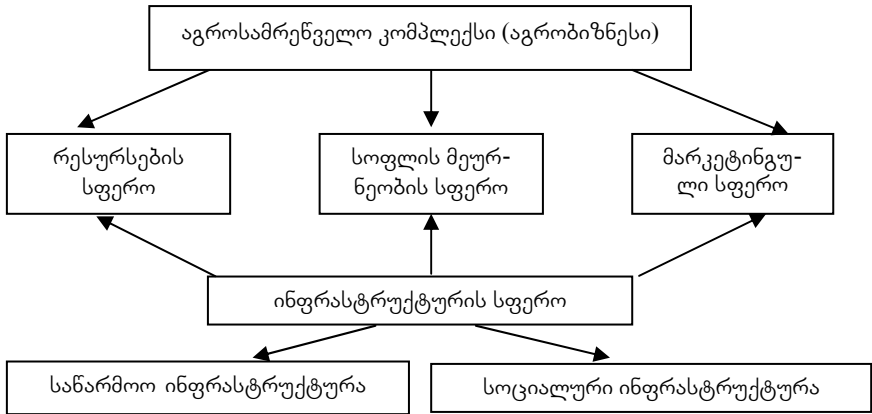 აგროსამრეწველო კომპლექსი (აგრობიზნესი)
რესურსების
სფერო
სოფლის მეურ-
ნეობის სფერო
მარკეტინგუ-
ლი სფერო
ინფრასტრუქტურის სფერო
საწარმოო ინფრასტრუქტურა
სოციალური ინფრასტრუქტურა